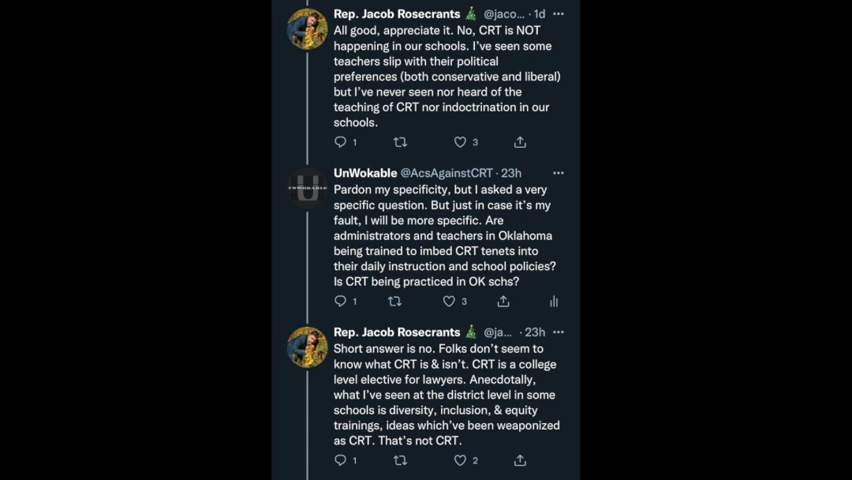 Rep. Jacob Rosecrants 🎄 @jaco... · 1d ···
All good, appreciate it. No, CRT is NOT
happening in our schools. I've seen some
teachers slip with their political
preferences (both conservative and liberal)
but I've never seen nor heard of the
teaching of CRT nor indoctrination in our
schools.
1 3
UnWokable @AcsAgainstCRT · 23h ···
UNWOKABLE
Pardon my specificity, but I asked a very
specific question. But just in case it's my
fault, I will be more specific. Are
administrators and teachers in Oklahoma
being trained to imbed CRT tenets into
their daily instruction and school policies?
Is CRT being practiced in OK schs?
1 3
Rep. Jacob Rosecrants 🎄 @ja... · 23h ···
Short answer is no. Folks don't seem to
know what CRT is & isn't. CRT is a college
level elective for lawyers. Anecdotally,
what I've seen at the district level in some
schools is diversity, inclusion, & equity
trainings, ideas which've been weaponized
as CRT. That's not CRT.
1 2